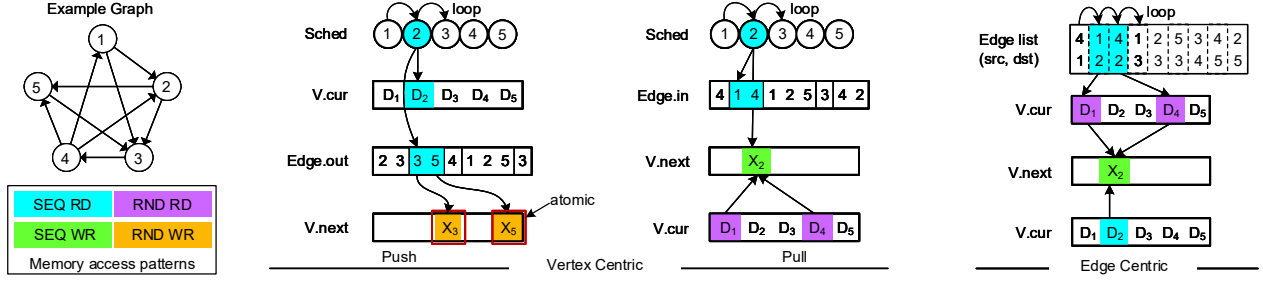 Example Graph
1
5
2
4
3
SEQ RD RND RD
SEQ WR RND WR
Memory access patterns
loop
Sched 1 2 3 4 5
V.cur D1 D2 D3 D4 D5
Edge.out 2 3 3 5 4 1 2 5 3
atomic
V.next X3 X5
Push
Vertex Centric
loop
Sched 1 2 3 4 5
Edge.in 4 1 4 1 2 5 3 4 2
V.next X2
V.cur D1 D2 D3 D4 D5
Pull
loop
Edge list 4 1 4 1 2 5 3 4 2
(src, dst) 1 2 2 3 3 3 4 5 5
V.cur D1 D2 D3 D4 D5
V.next X2
V.cur D1 D2 D3 D4 D5
Edge Centric